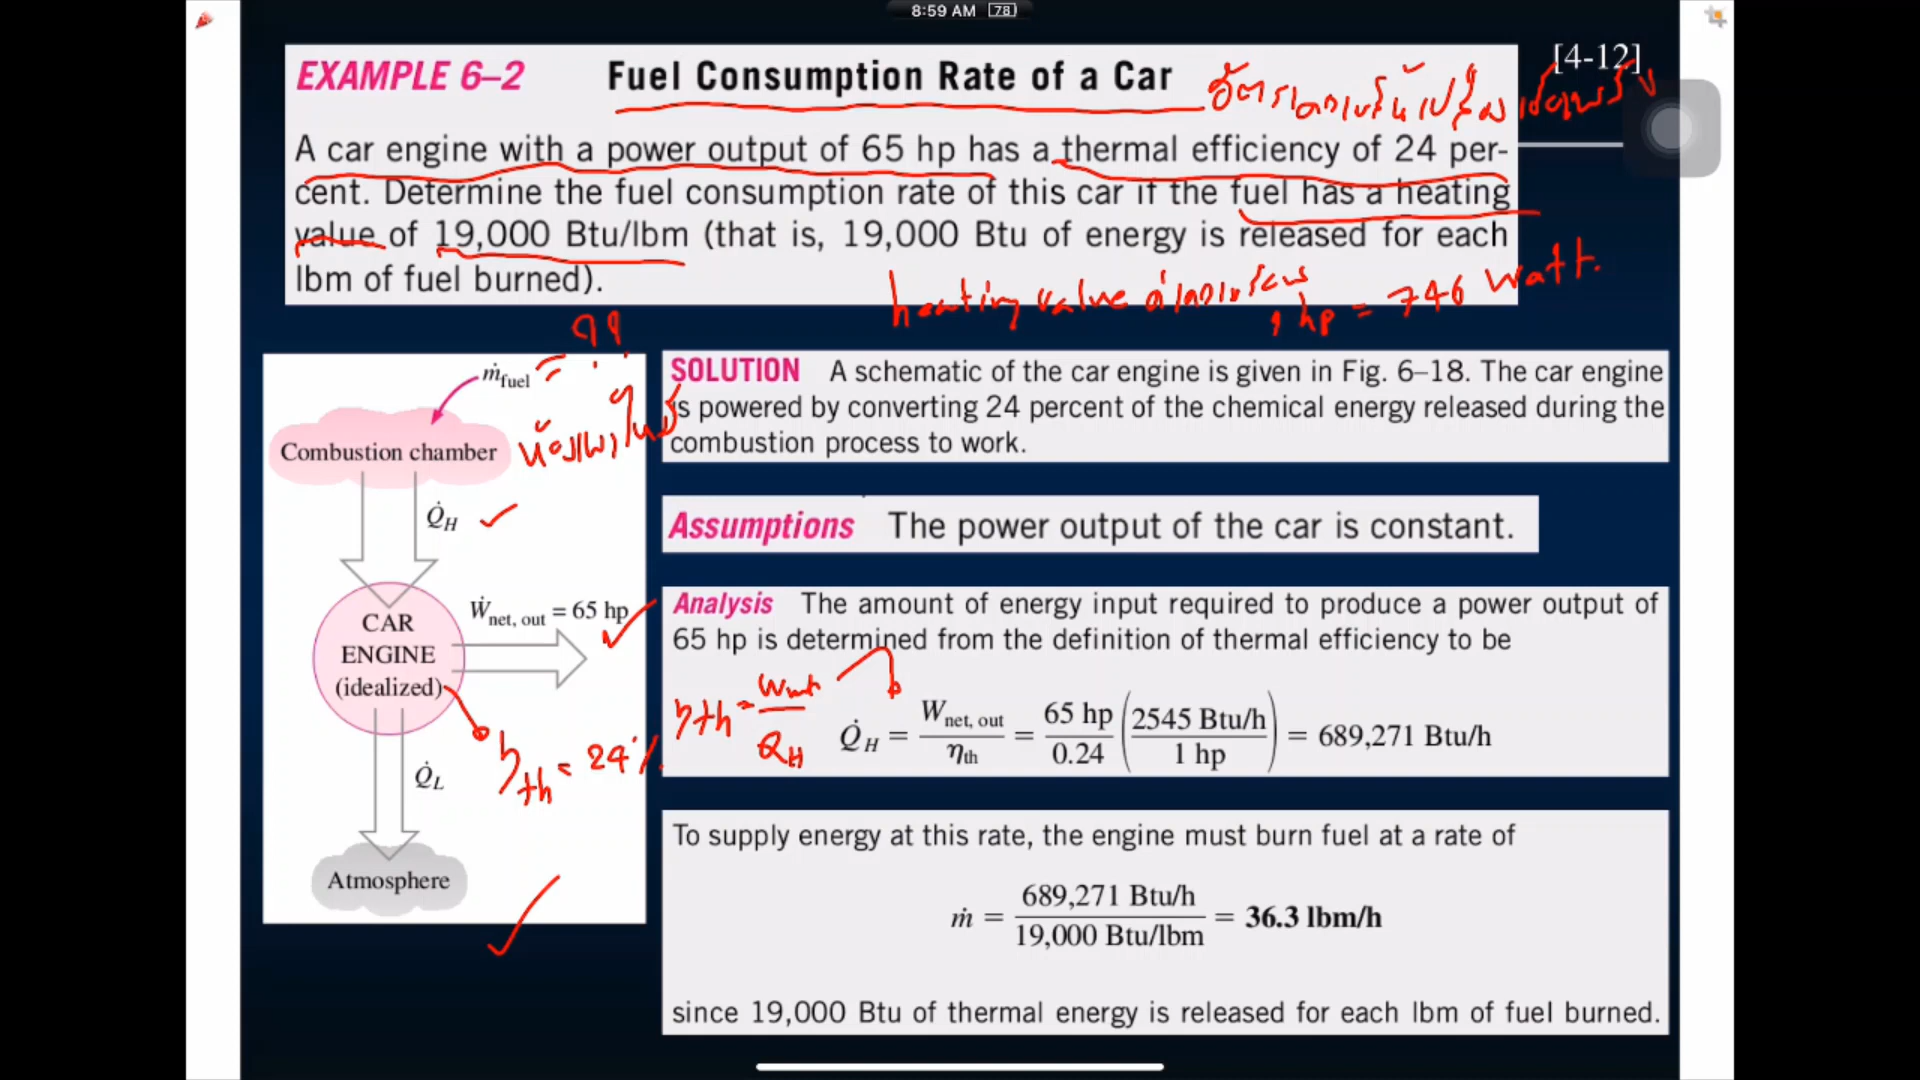 8:59 AM 78
[4-12]
EXAMPLE 6–2 Fuel Consumption Rate of a Car
A car engine with a power output of 65 hp has a thermal efficiency of 24 per-
cent. Determine the fuel consumption rate of this car if the fuel has a heating
value of 19,000 Btu/lbm (that is, 19,000 Btu of energy is released for each
lbm of fuel burned).
heating value
1 hp = 746 Watt.
ṁfuel = ??
Combustion chamber
ห้องเผาไหม้
Q̇H
Ẇnet, out = 65 hp
CAR
ENGINE
(idealized)
ηth = 24%
Q̇L
Atmosphere
SOLUTION A schematic of the car engine is given in Fig. 6–18. The car engine
is powered by converting 24 percent of the chemical energy released during the
combustion process to work.
Assumptions The power output of the car is constant.
Analysis The amount of energy input required to produce a power output of
65 hp is determined from the definition of thermal efficiency to be
ηth = Wnet / QH
Q̇H = Wnet, out / ηth = 65 hp / 0.24 (2545 Btu/h / 1 hp) = 689,271 Btu/h
To supply energy at this rate, the engine must burn fuel at a rate of
ṁ = 689,271 Btu/h / 19,000 Btu/lbm = 36.3 lbm/h
since 19,000 Btu of thermal energy is released for each lbm of fuel burned.